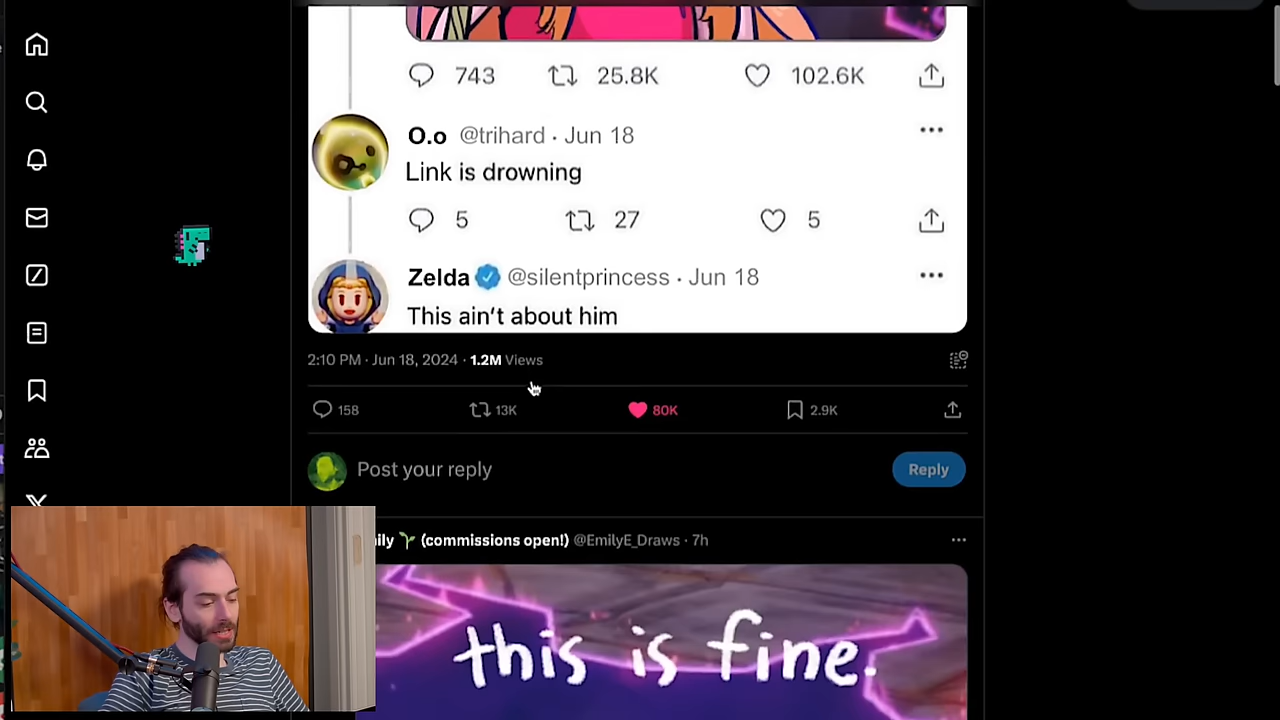 743 25.8K 102.6K
O.o @trihard · Jun 18 •••
Link is drowning
5 27 5
Zelda @silentprincess · Jun 18 •••
This ain't about him
2:10 PM · Jun 18, 2024 · 1.2M Views
158 13K 80K 2.9K
Post your reply Reply
ily (commissions open!) @EmilyE_Draws · 7h •••
this is fine.